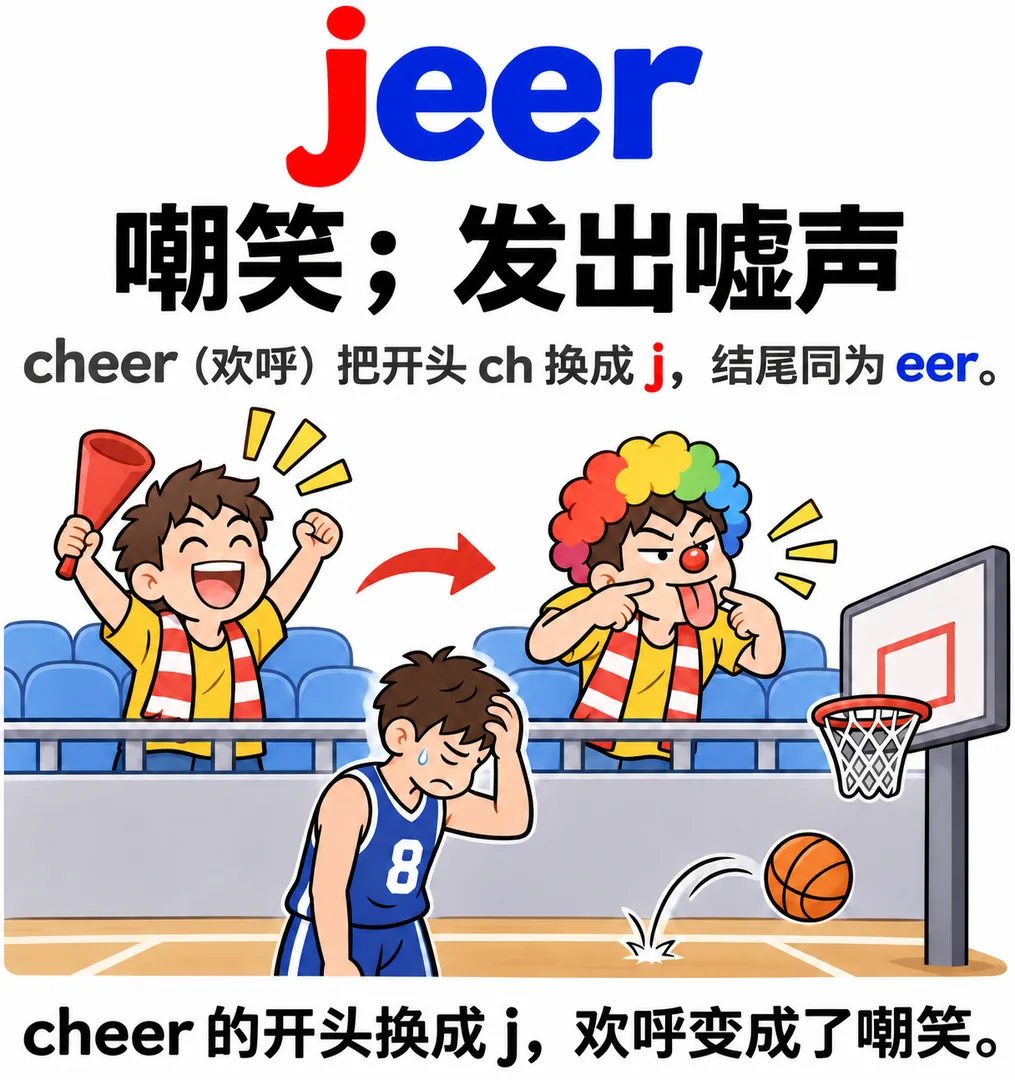 jeer
嘲笑；发出嘘声
cheer（欢呼）把开头 ch 换成 j，结尾同为 eer。
8
cheer 的开头换成 j，欢呼变成了嘲笑。